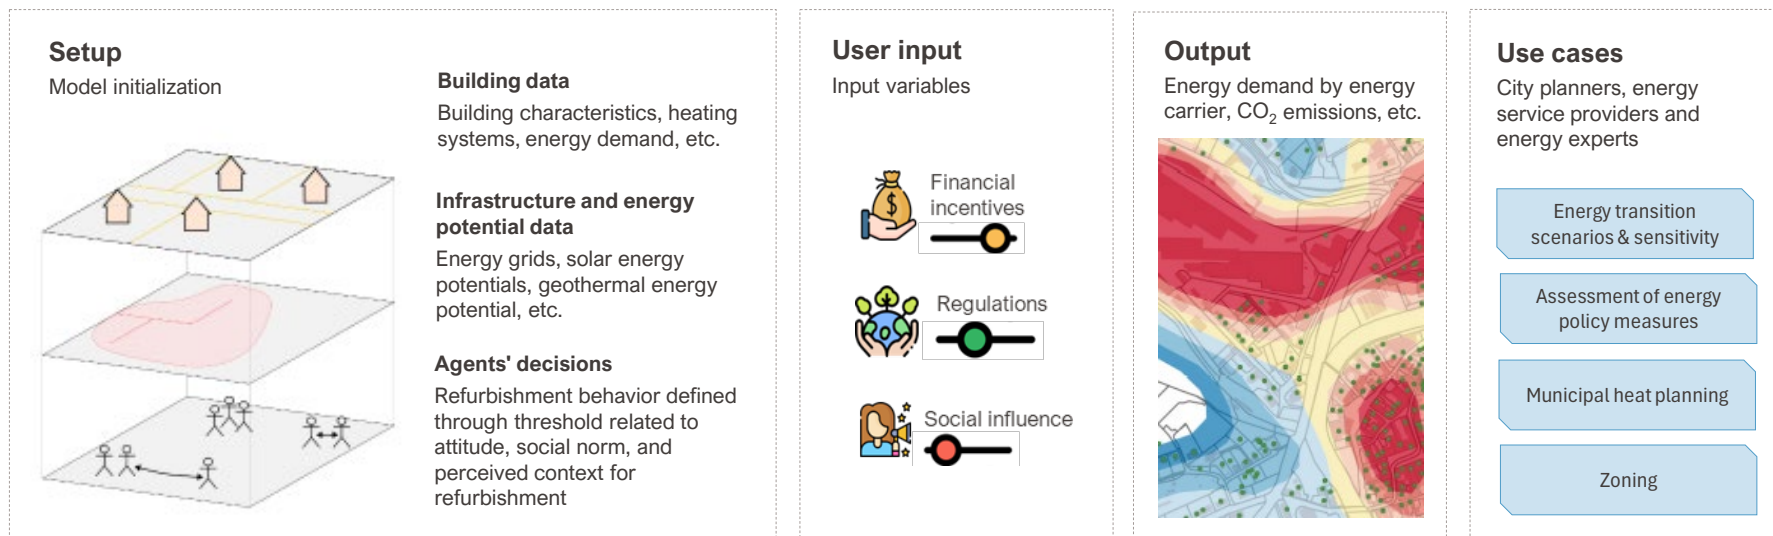 Setup
Model initialization
Building data
Building characteristics, heating
systems, energy demand, etc.
Infrastructure and energy
potential data
Energy grids, solar energy
potentials, geothermal energy
potential, etc.
Agents' decisions
Refurbishment behavior defined
through threshold related to
attitude, social norm, and
perceived context for
refurbishment
User input
Input variables
$
Financial
incentives
Regulations
Social influence
Output
Energy demand by energy
carrier, CO₂ emissions, etc.
Use cases
City planners, energy
service providers and
energy experts
Energy transition
scenarios & sensitivity
Assessment of energy
policy measures
Municipal heat planning
Zoning